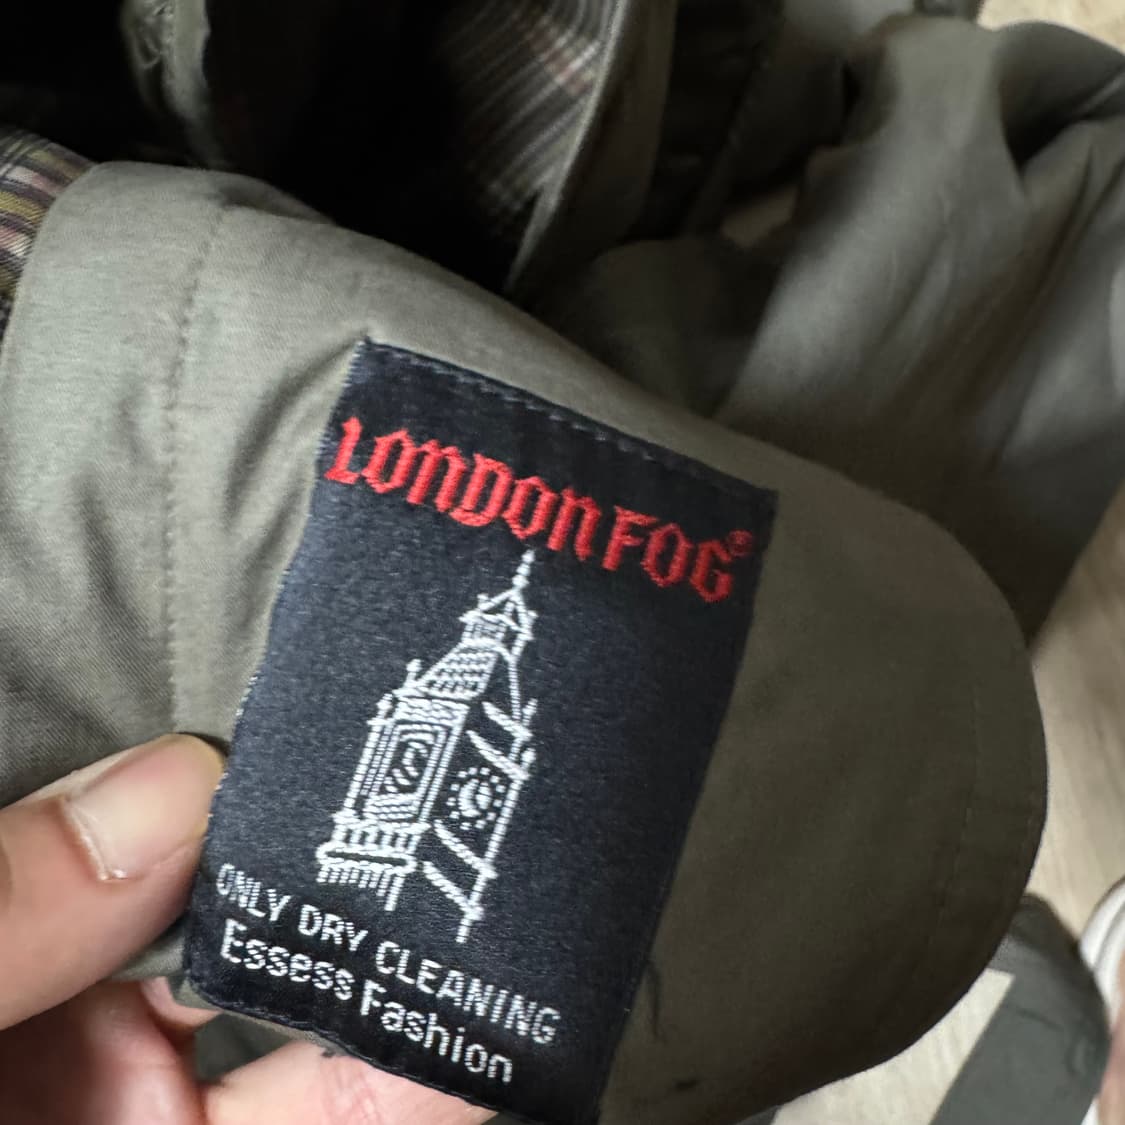 LONDON FOG®
ONLY DRY CLEANING
Essess Fashion